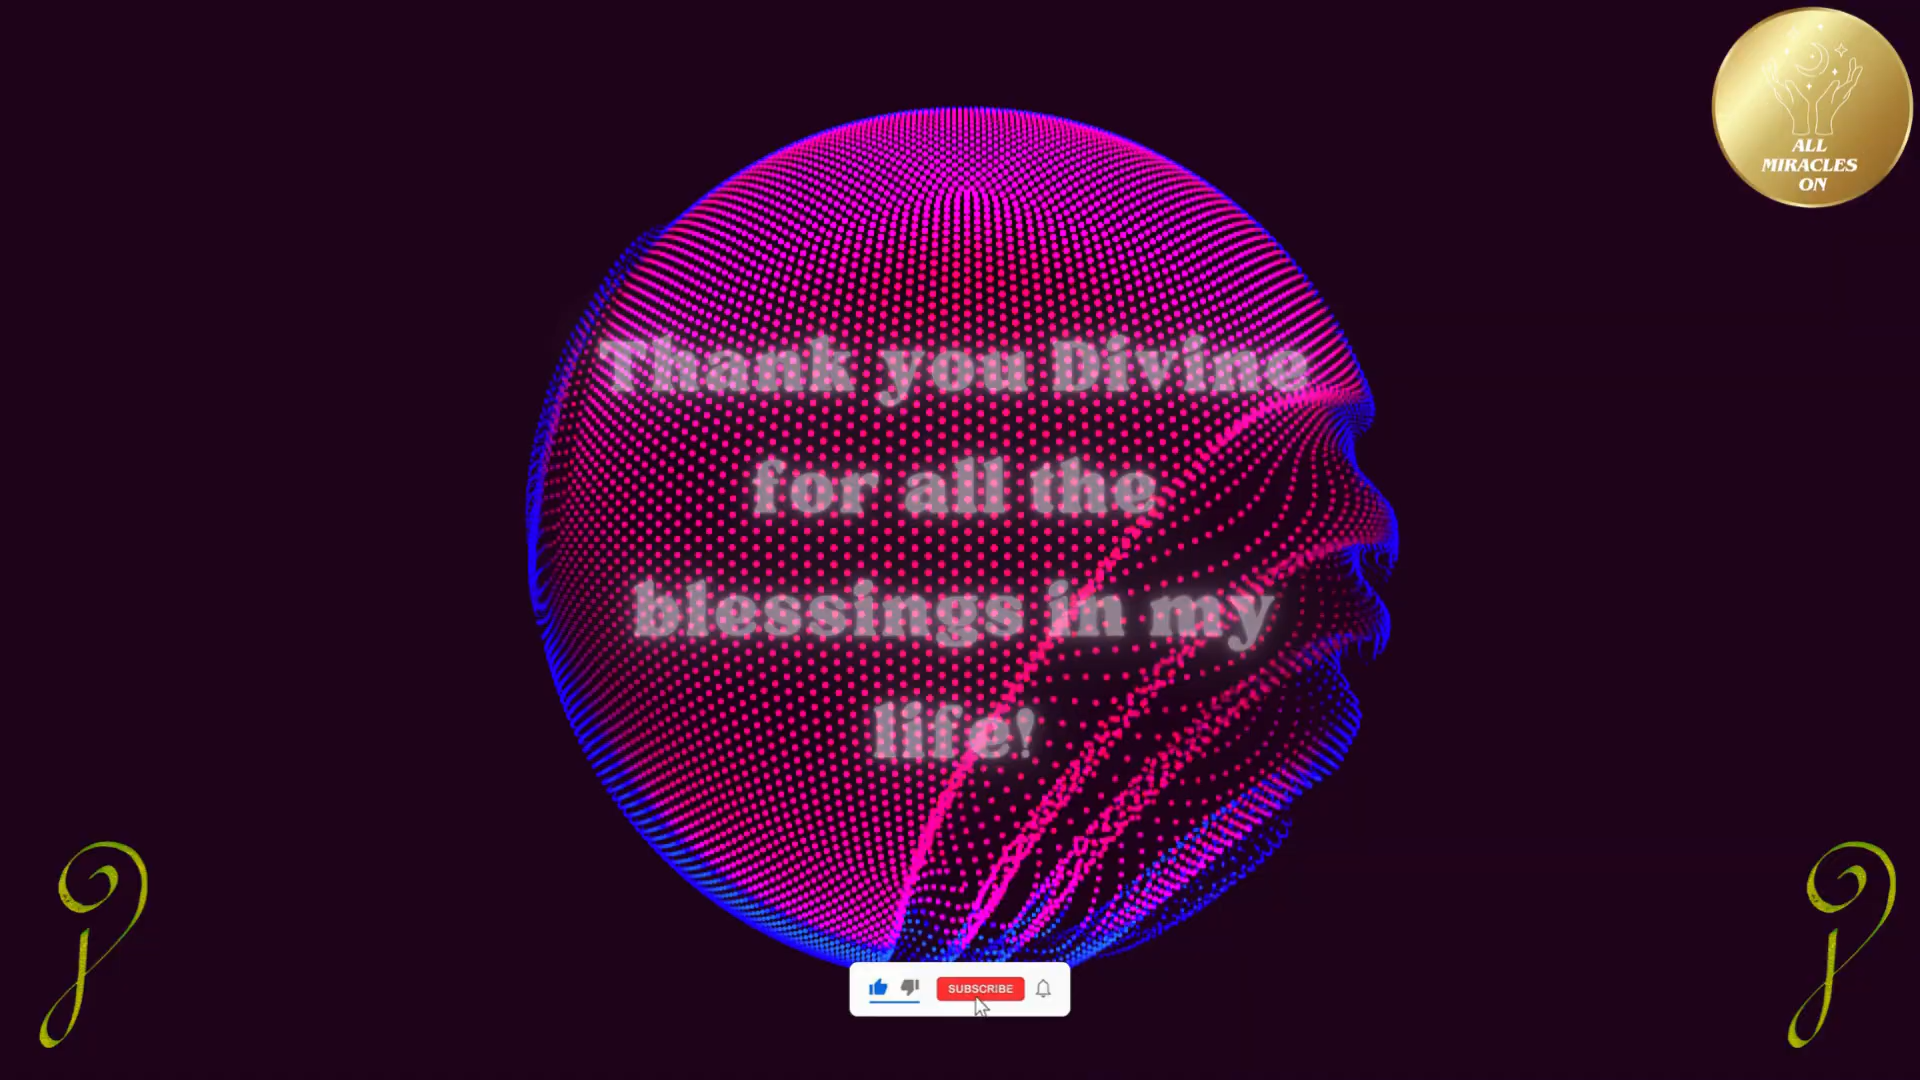 ALL
MIRACLES
ON
Thank you Divine
for all the
blessings in my
life!
SUBSCRIBE